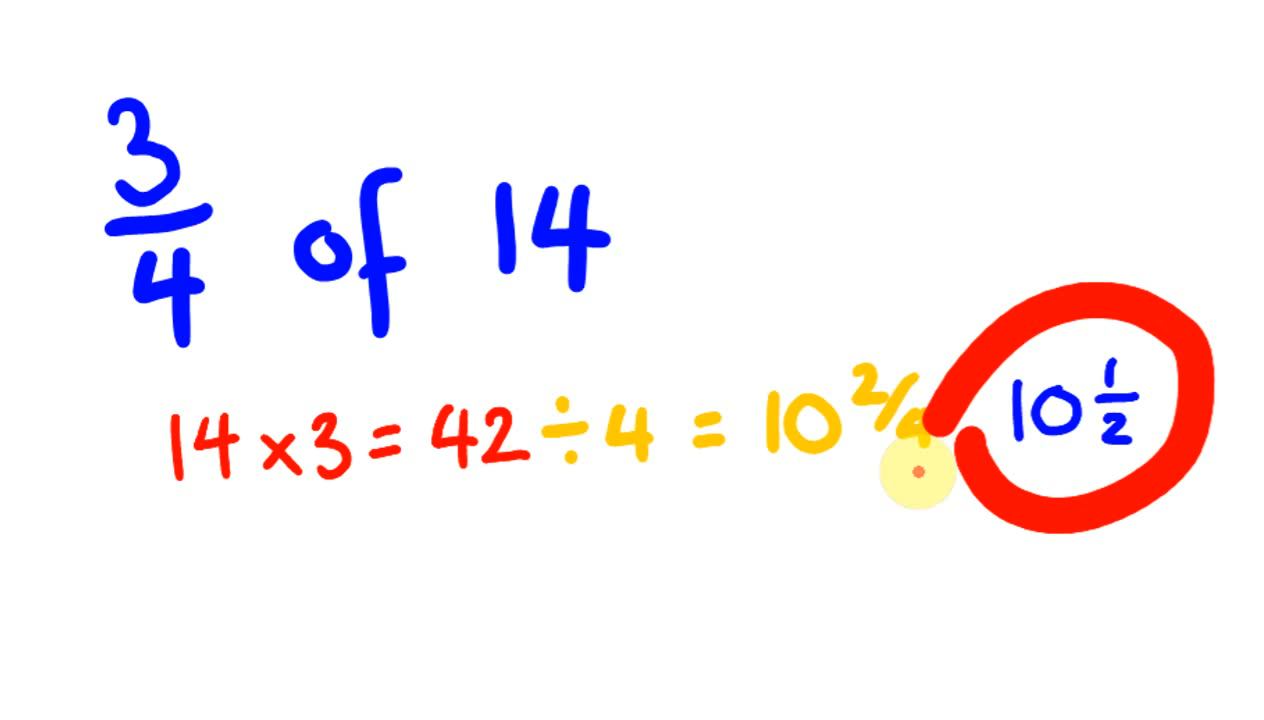 3/4 of 14
14 x 3 = 42 ÷ 4 = 10 2/4
10 1/2